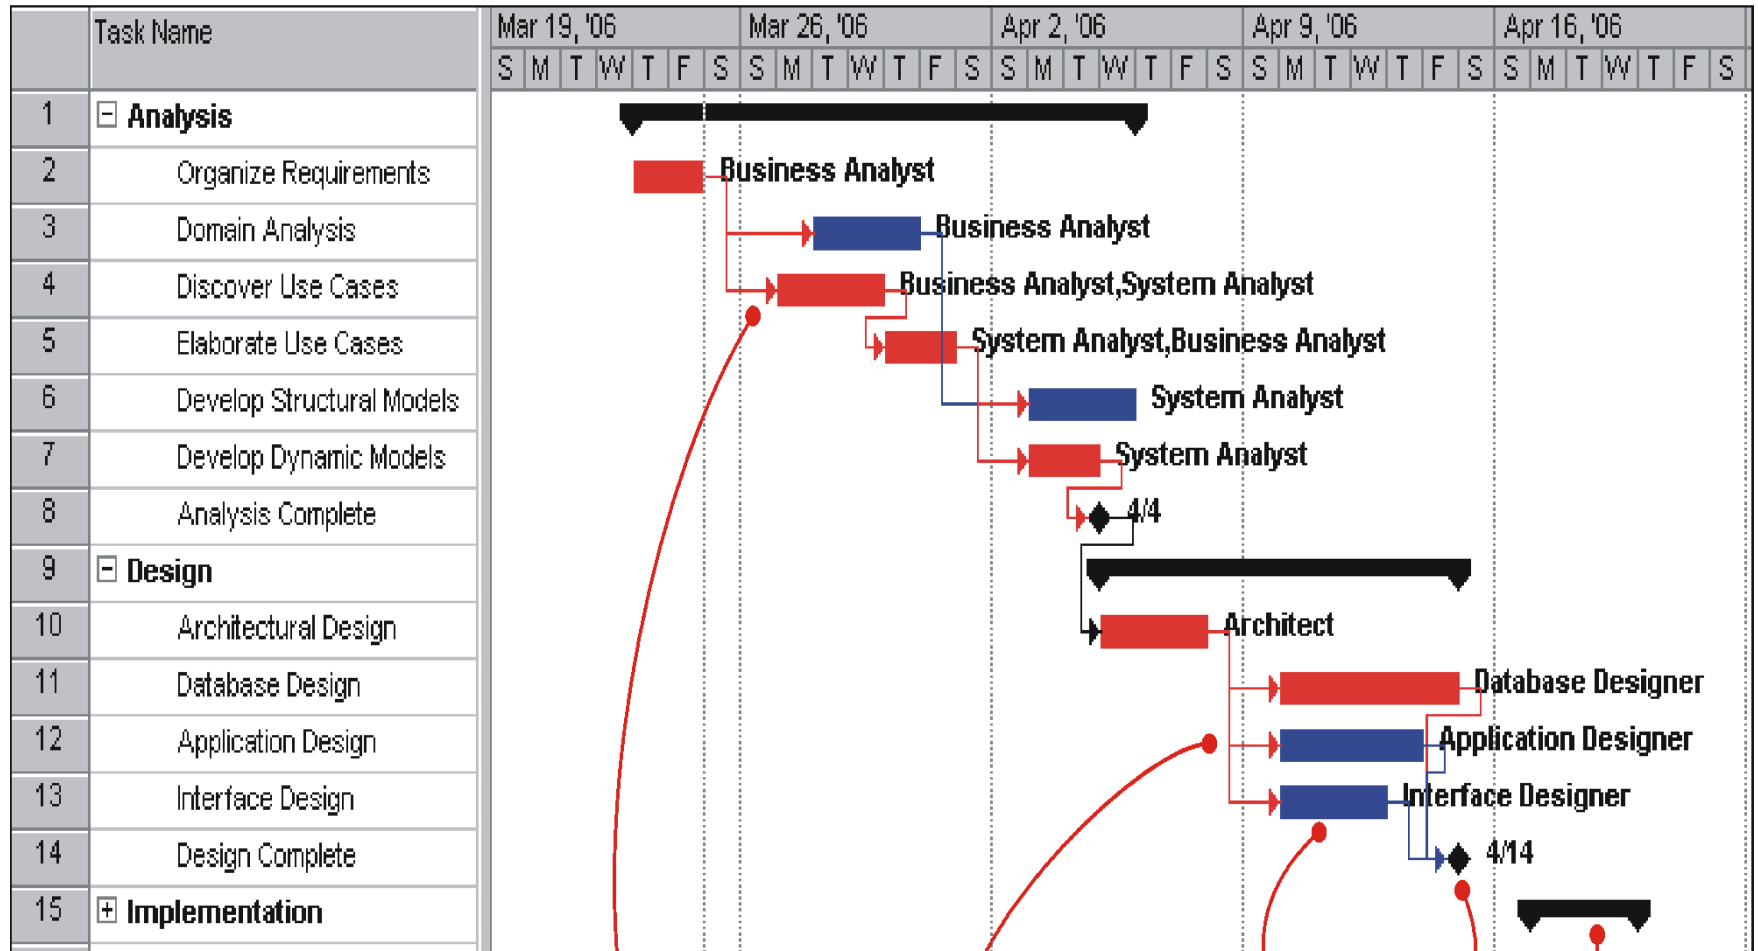 Task Name Mar 19, '06 Mar 26, '06 Apr 2, '06 Apr 9, '06 Apr 16, '06
S M T W T F S S M T W T F S S M T W T F S S M T W T F S S M T W T F S
1 Analysis
2 Organize Requirements Business Analyst
3 Domain Analysis Business Analyst
4 Discover Use Cases Business Analyst,System Analyst
5 Elaborate Use Cases System Analyst,Business Analyst
6 Develop Structural Models System Analyst
7 Develop Dynamic Models System Analyst
8 Analysis Complete 4/4
9 Design
10 Architectural Design Architect
11 Database Design Database Designer
12 Application Design Application Designer
13 Interface Design Interface Designer
14 Design Complete 4/14
15 Implementation